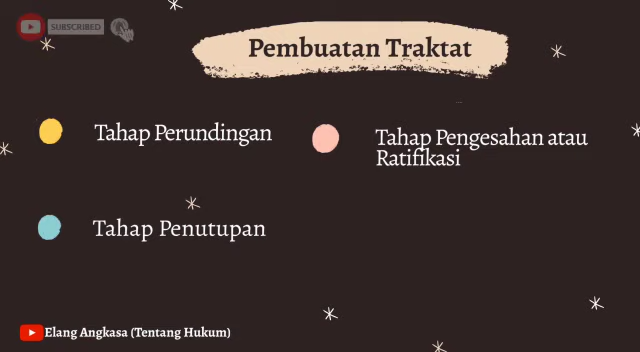 SUBSCRIBED
Pembuatan Traktat
Tahap Perundingan
Tahap Penutupan
Tahap Pengesahan atau
Ratifikasi
Elang Angkasa (Tentang Hukum)